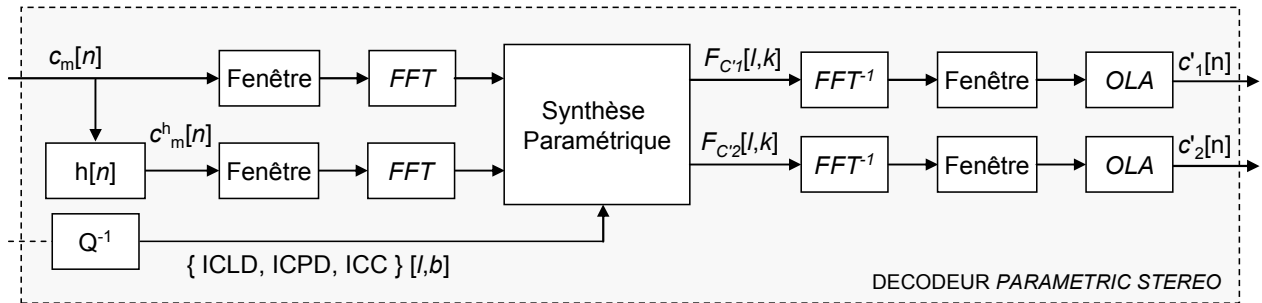 c_m[n]
Fenêtre
FFT
h[n]
c^h_m[n]
Fenêtre
FFT
Q^-1
{ ICLD, ICPD, ICC } [l,b]
Synthèse
Paramétrique
F_C'1[l,k]
FFT^-1
Fenêtre
OLA
c'_1[n]
F_C'2[l,k]
FFT^-1
Fenêtre
OLA
c'_2[n]
DECODEUR PARAMETRIC STEREO